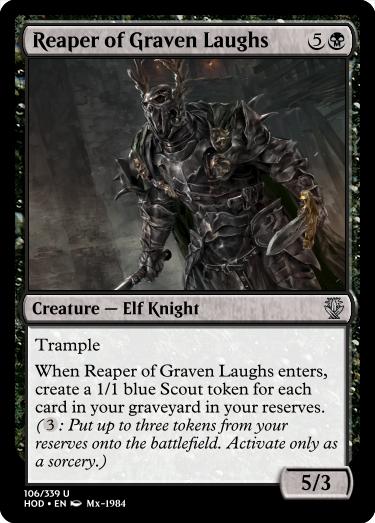 Reaper of Graven Laughs 5
Creature — Elf Knight
Trample
When Reaper of Graven Laughs enters,
create a 1/1 blue Scout token for each
card in your graveyard in your reserves.
(3: Put up to three tokens from your
reserves onto the battlefield. Activate only as
a sorcery.)
5/3
106/339 U
HOD • EN Mx-1984